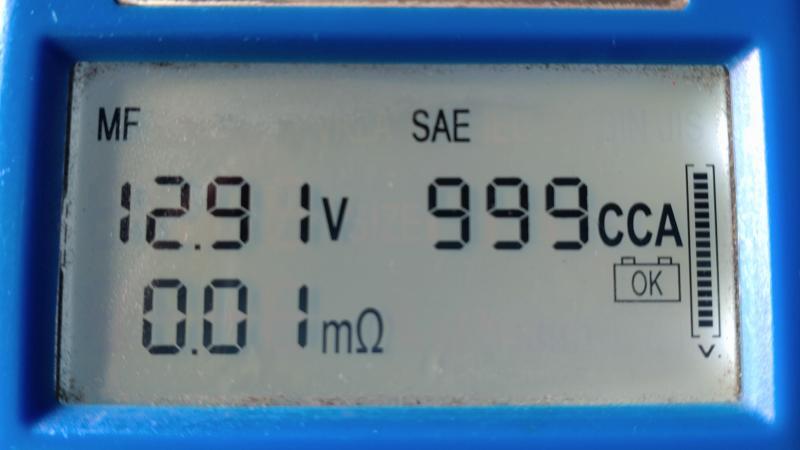 MF SAE
12.91V 999CCA
OK
0.01mΩ
V